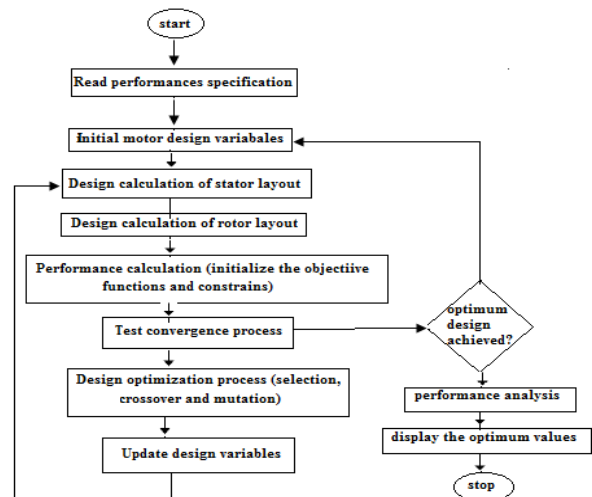 start
Read performances specification
Initial motor design variabales
Design calculation of stator layout
Design calculation of rotor layout
Performance calculation (initialize the objectiive
functions and constrains)
Test convergence process
optimum
design
achieved?
Design optimization process (selection,
crossover and mutation)
Update design variables
performance analysis
display the optimum values
stop